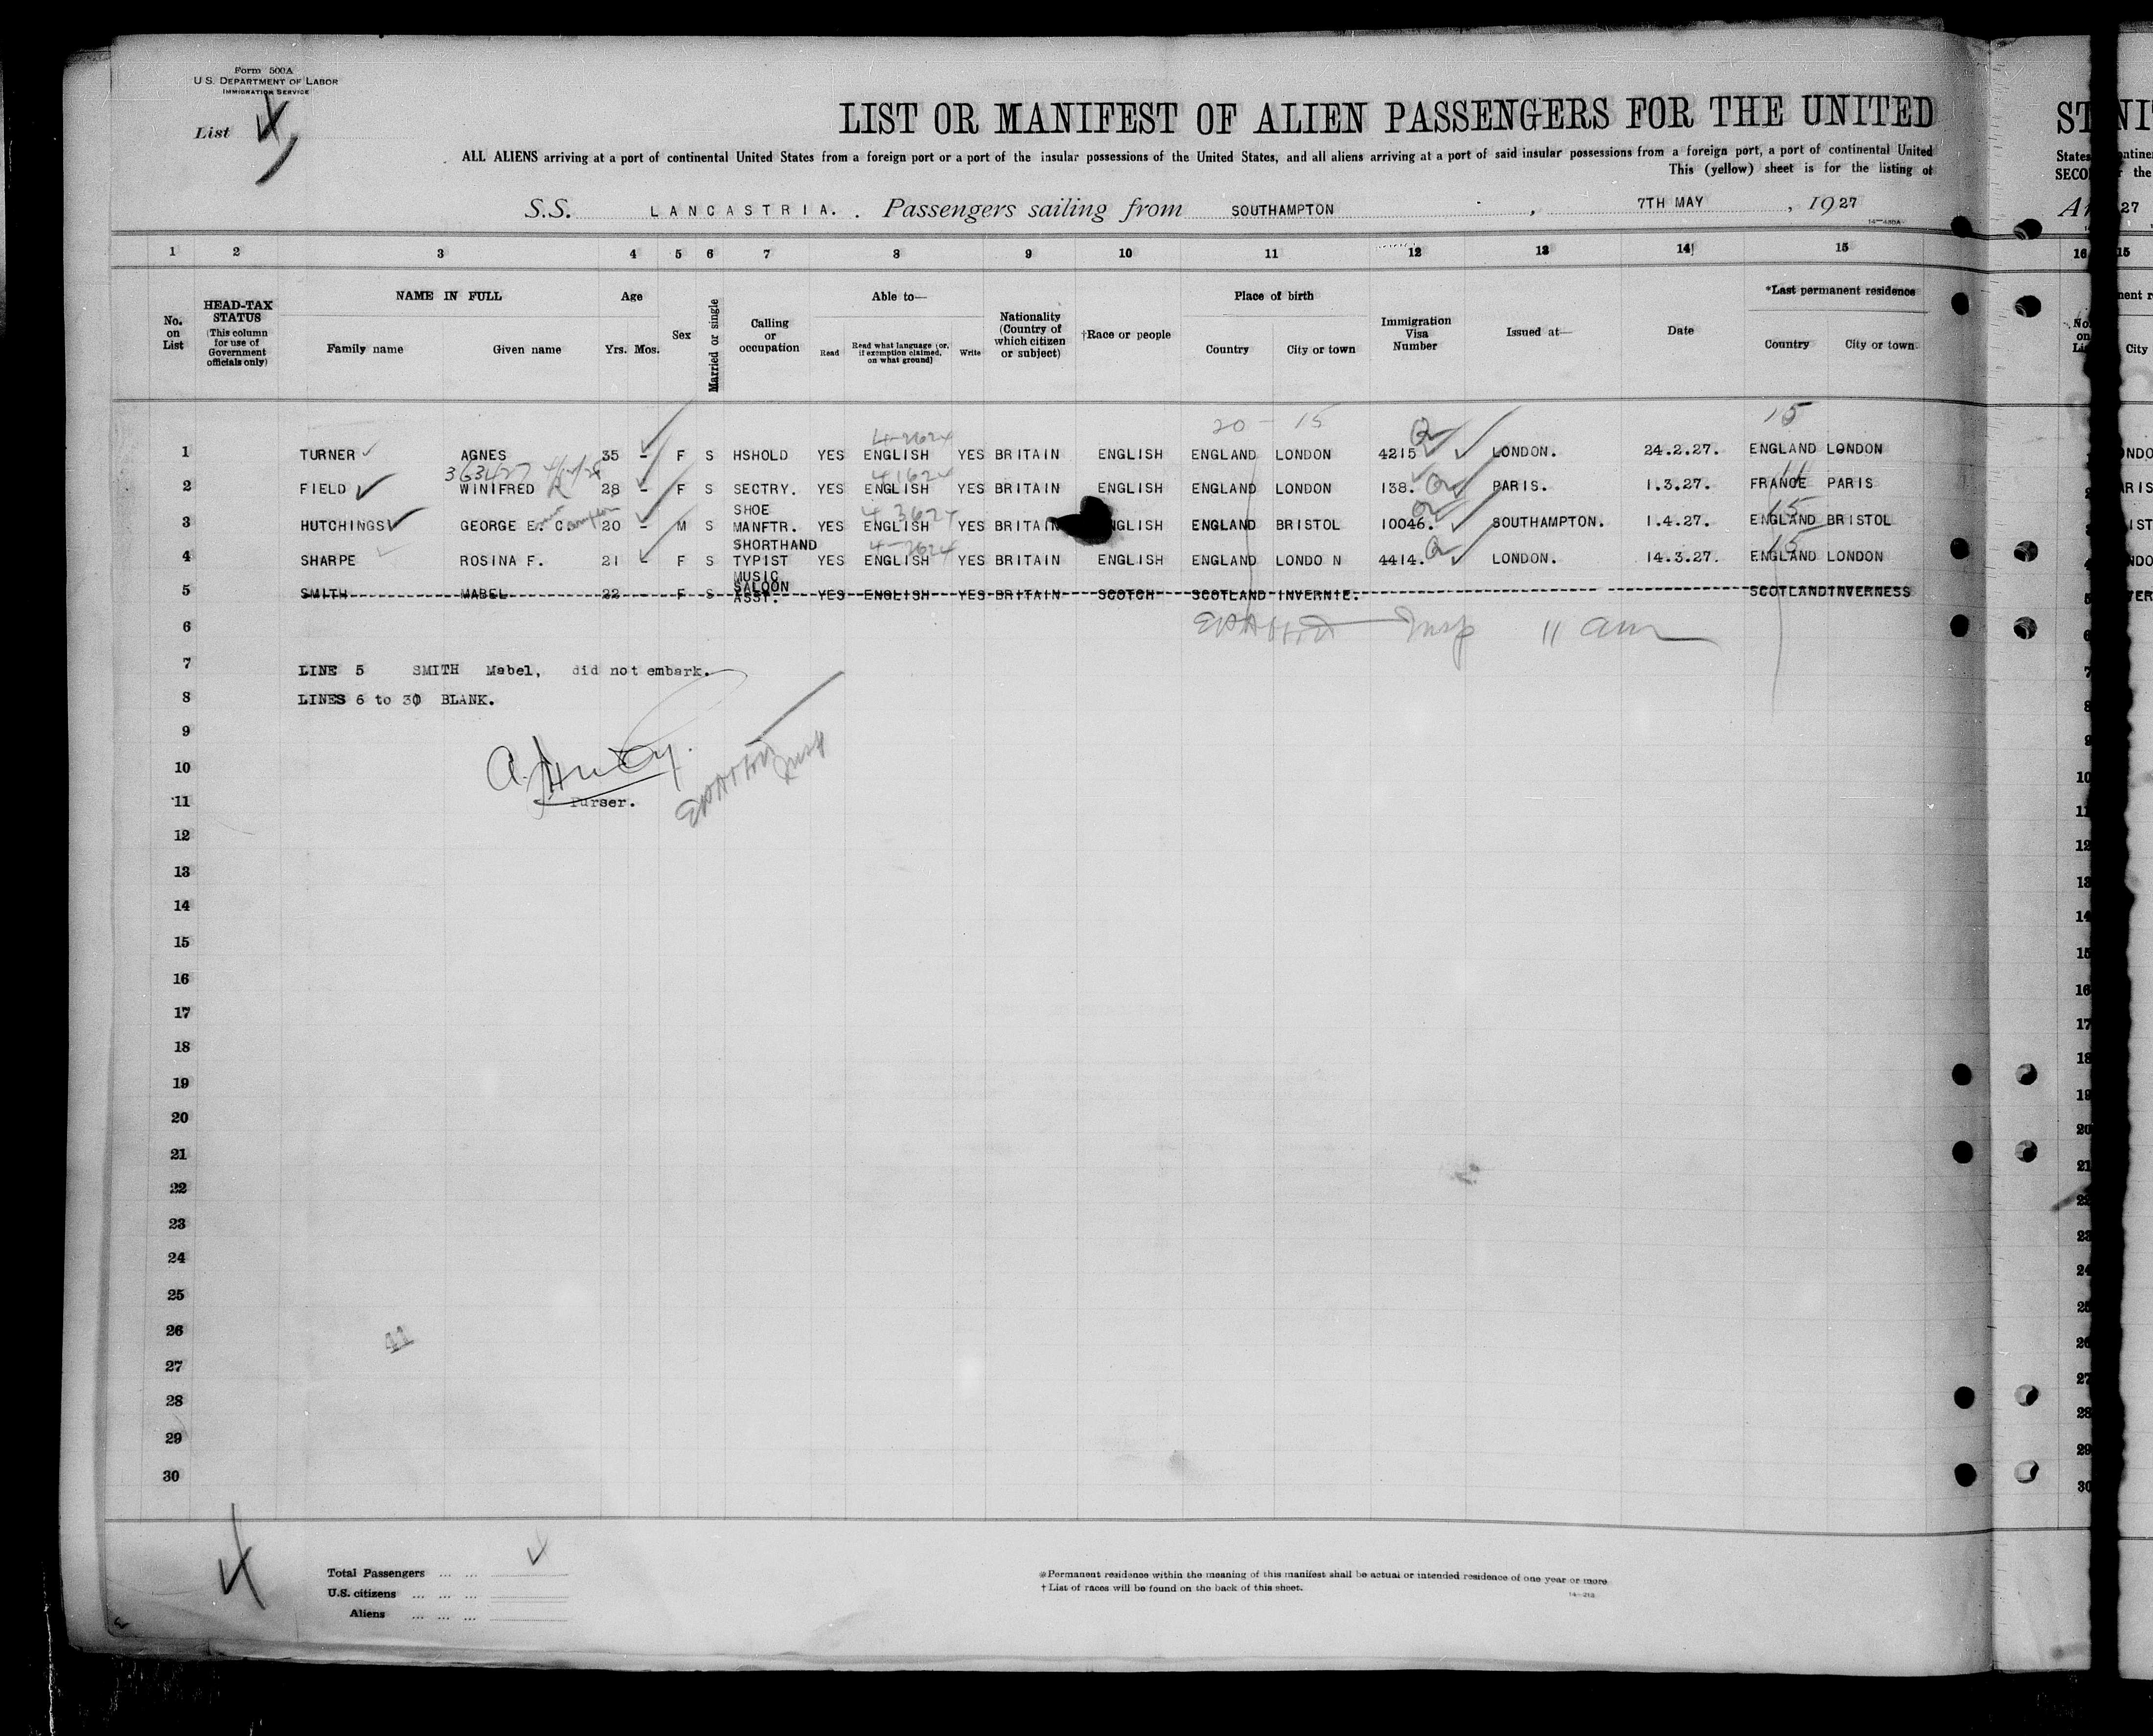 Form 500A
U.S. DEPARTMENT OF LABOR
IMMIGRATION SERVICE
List 4
LIST OR MANIFEST OF ALIEN PASSENGERS FOR THE UNITED
ALL ALIENS arriving at a port of continental United States from a foreign port or a port of the insular possessions of the United States, and all aliens arriving at a port of said insular possessions from a foreign port, a port of continental United
This (yellow) sheet is for the listing of
S.S. LANCASTRIA. Passengers sailing from SOUTHAMPTON, 7TH MAY, 1927
1 2 3 4 5 6 7 8 9 10 11 12 13 14 15
No. on List
HEAD-TAX STATUS (This column for use of Government officials only)
NAME IN FULL
Family name Given name
Age
Yrs. Mos.
Sex
Married or single
Calling or occupation
Able to—
Read
Read what language (or, if exemption claimed, on what ground)
Write
Nationality (Country of which citizen or subject)
†Race or people
Place of birth
Country City or town
Immigration Visa Number
Issued at—
Date
*Last permanent residence
Country City or town
20 - 15 15
1 TURNER AGNES 35 - F S HSHOLD YES ENGLISH YES BRITAIN ENGLISH ENGLAND LONDON 4215 LONDON. 24.2.27. ENGLAND LONDON
2 FIELD WINIFRED 28 - F S SECTRY. YES ENGLISH YES BRITAIN ENGLISH ENGLAND LONDON 138. PARIS. 1.3.27. FRANCE PARIS
3 HUTCHINGS GEORGE E. C. 20 - M S SHOE MANFTR. YES ENGLISH YES BRITAIN ENGLISH ENGLAND BRISTOL 10046. SOUTHAMPTON. 1.4.27. ENGLAND BRISTOL
4 SHARPE ROSINA F. 21 - F S SHORTHAND TYPIST YES ENGLISH YES BRITAIN ENGLISH ENGLAND LONDO N 4414. LONDON. 14.3.27. ENGLAND LONDON
5 SMITH MABEL 22 - F S MUSIC SALOON ASST. YES ENGLISH YES BRITAIN SCOTCH SCOTLAND INVERNIE. SCOTLAND INVERNESS
6 Insp 11 am
7 LINE 5 SMITH Mabel, did not embark.
8 LINES 6 to 30 BLANK.
9
10
11 Purser.
12
13
14
15
16
17
18
19
20
21
22
23
24
25
26 41
27
28
29
30
4
Total Passengers 4
U.S. citizens
Aliens
*Permanent residence within the meaning of this manifest shall be actual or intended residence of one year or more
†List of races will be found on the back of this sheet.